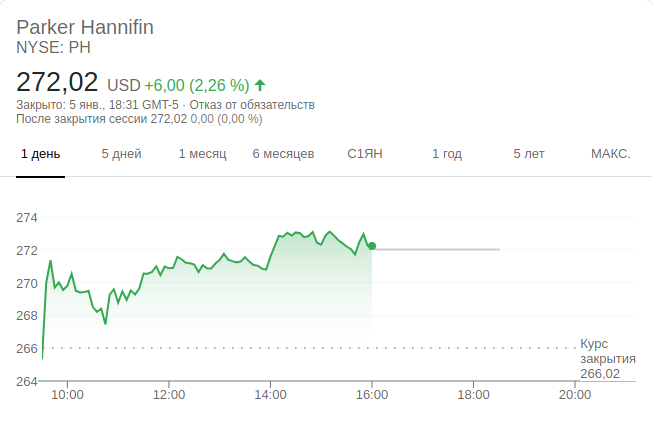 Parker Hannifin
NYSE: PH
272,02 USD +6,00 (2,26 %)
Закрыто: 5 янв., 18:31 GMT-5 · Отказ от обязательств
После закрытия сессии 272,02 0,00 (0,00 %)
1 день 5 дней 1 месяц 6 месяцев С1ЯН 1 год 5 лет МАКС.
274
272
270
268
266
264
Курс
закрытия
266,02
10:00 12:00 14:00 16:00 18:00 20:00